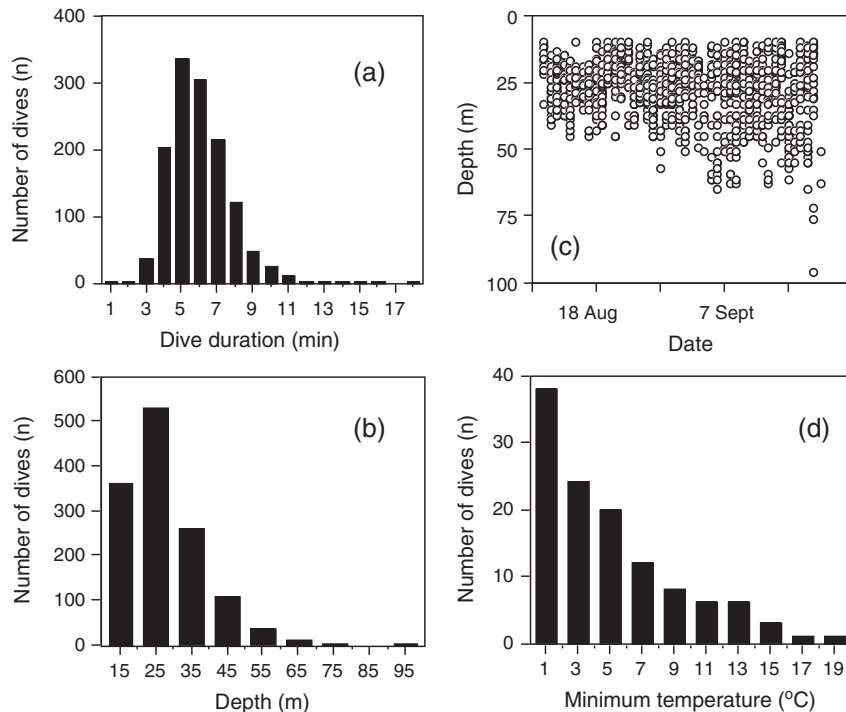 400
300
200
100
0
Number of dives (n)
(a)
1 3 5 7 9 11 13 15 17
Dive duration (min)
0
25
50
75
100
Depth (m)
(c)
18 Aug 7 Sept
Date
600
500
400
300
200
100
0
Number of dives (n)
(b)
15 25 35 45 55 65 75 85 95
Depth (m)
40
30
20
10
0
Number of dives (n)
(d)
1 3 5 7 9 11 13 15 17 19
Minimum temperature (°C)